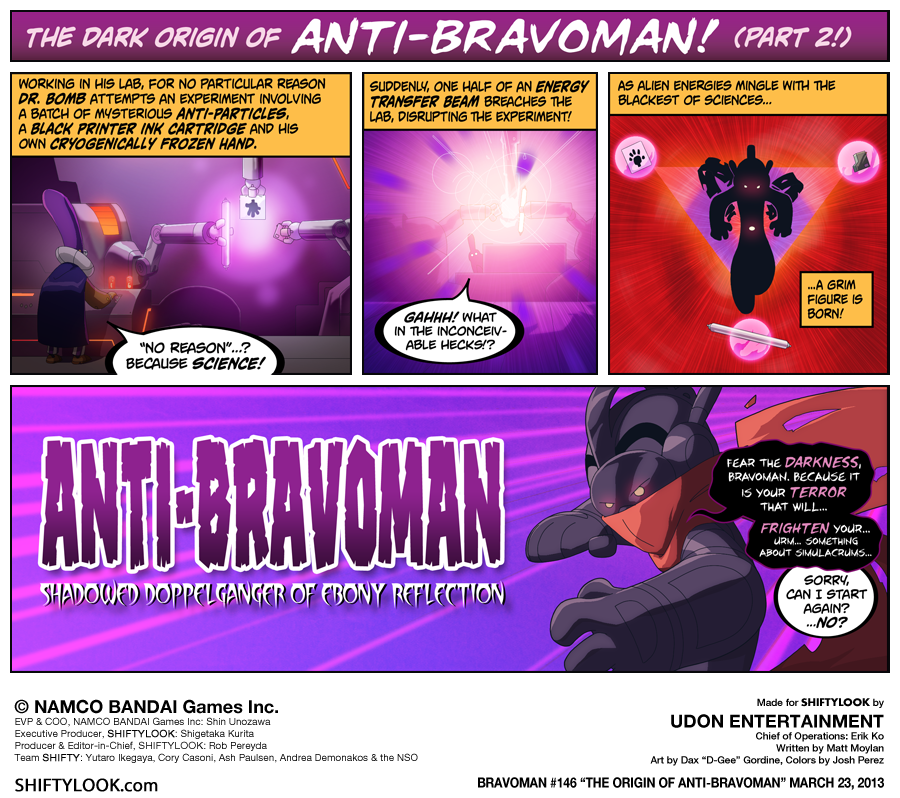 THE DARK ORIGIN OF ANTI-BRAVOMAN! (PART 2!)
WORKING IN HIS LAB, FOR NO PARTICULAR REASON
DR. BOMB ATTEMPTS AN EXPERIMENT INVOLVING
A BATCH OF MYSTERIOUS ANTI-PARTICLES,
A BLACK PRINTER INK CARTRIDGE AND HIS
OWN CRYOGENICALLY FROZEN HAND.
"NO REASON"...?
BECAUSE SCIENCE!
SUDDENLY, ONE HALF OF AN ENERGY
TRANSFER BEAM BREACHES THE
LAB, DISRUPTING THE EXPERIMENT!
GAHHH! WHAT
IN THE INCONCEIV-
ABLE HECKS!?
AS ALIEN ENERGIES MINGLE WITH THE
BLACKEST OF SCIENCES...
...A GRIM
FIGURE IS
BORN!
ANTI-BRAVOMAN
SHADOWED DOPPELGANGER OF EBONY REFLECTION
FEAR THE DARKNESS,
BRAVOMAN. BECAUSE IT
IS YOUR TERROR
THAT WILL...
FRIGHTEN YOUR...
URM... SOMETHING
ABOUT SIMULACRUMS...
SORRY,
CAN I START
AGAIN?
...NO?
© NAMCO BANDAI Games Inc.
EVP & COO, NAMCO BANDAI Games Inc: Shin Unozawa
Executive Producer, SHIFTYLOOK: Shigetaka Kurita
Producer & Editor-in-Chief, SHIFTYLOOK: Rob Pereyda
Team SHIFTY: Yutaro Ikegaya, Cory Casoni, Ash Paulsen, Andrea Demonakos & the NSO
SHIFTYLOOK.com
Made for SHIFTYLOOK by
UDON ENTERTAINMENT
Chief of Operations: Erik Ko
Written by Matt Moylan
Art by Dax "D-Gee" Gordine, Colors by Josh Perez
BRAVOMAN #146 "THE ORIGIN OF ANTI-BRAVOMAN" MARCH 23, 2013